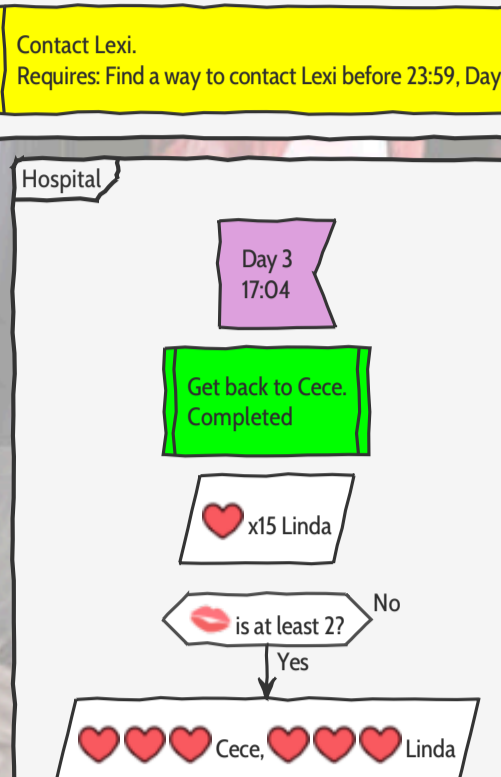 Contact Lexi.
Requires: Find a way to contact Lexi before 23:59, Day
Hospital
Day 3
17:04
Get back to Cece.
Completed
x15 Linda
is at least 2?
No
Yes
Cece, Linda